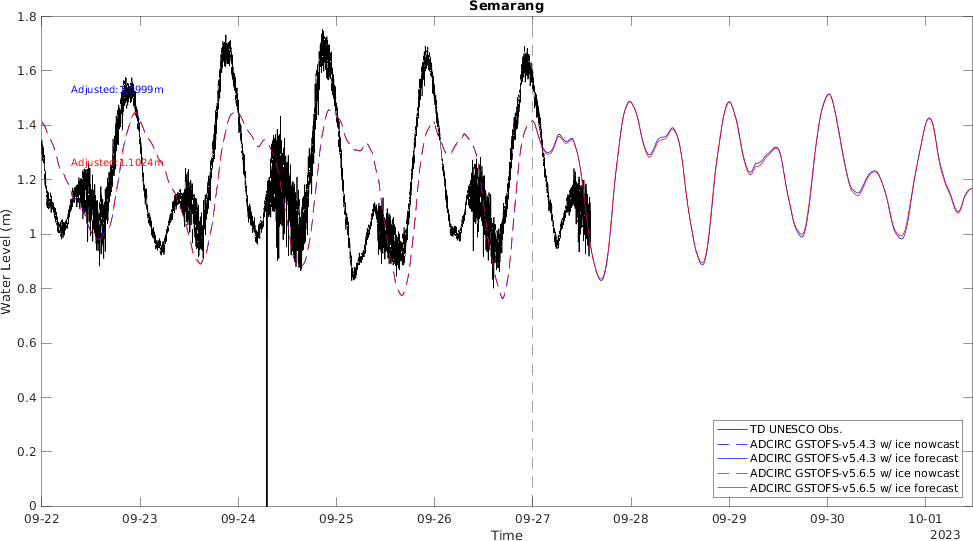 Semarang
1.8
1.6
1.4
1.2
1
0.8
0.6
0.4
0.2
0
Water Level (m)
Adjusted:
999m
Adjusted:1.1024m
TD UNESCO Obs.
ADCIRC GSTOFS-v5.4.3 w/ ice nowcast
ADCIRC GSTOFS-v5.4.3 w/ ice forecast
ADCIRC GSTOFS-v5.6.5 w/ ice nowcast
ADCIRC GSTOFS-v5.6.5 w/ ice forecast
09-22 09-23 09-24 09-25 09-26 09-27 09-28 09-29 09-30 10-01
Time
2023